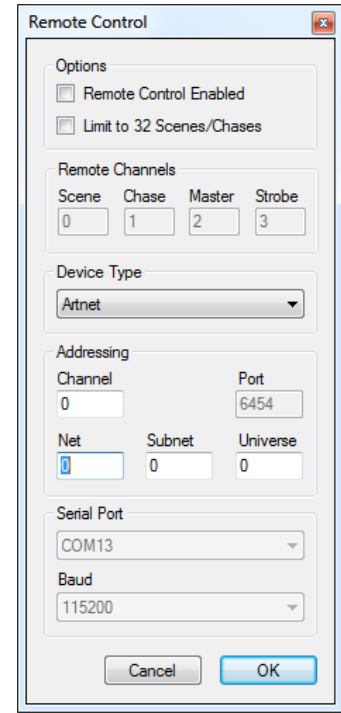 Remote Control
Options
Remote Control Enabled
Limit to 32 Scenes/Chases
Remote Channels
Scene Chase Master Strobe
0 1 2 3
Device Type
Artnet
Addressing
Channel Port
0 6454
Net Subnet Universe
0 0 0
Serial Port
COM13
Baud
115200
Cancel OK